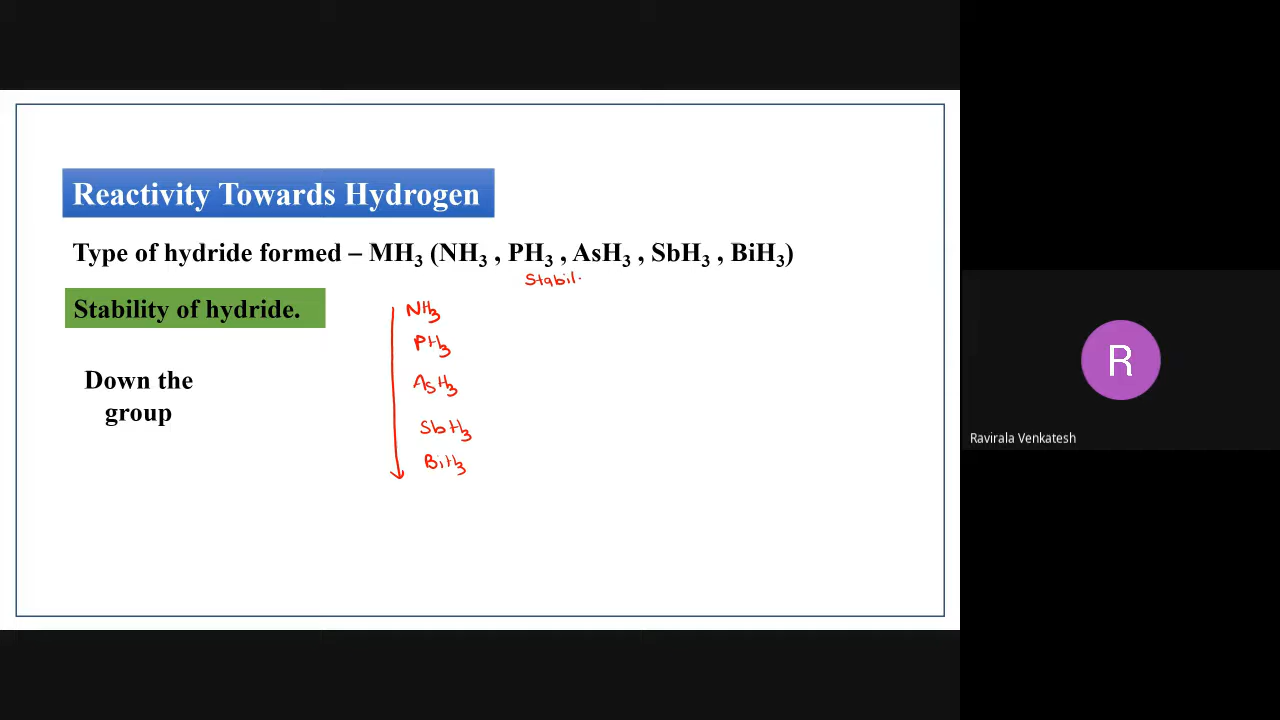 Reactivity Towards Hydrogen
Type of hydride formed – MH₃ (NH₃ , PH₃ , AsH₃ , SbH₃ , BiH₃)
Stabil.
Stability of hydride.
NH₃
PH₃
Down the
group
AsH₃
SbH₃
BiH₃
R
Ravirala Venkatesh